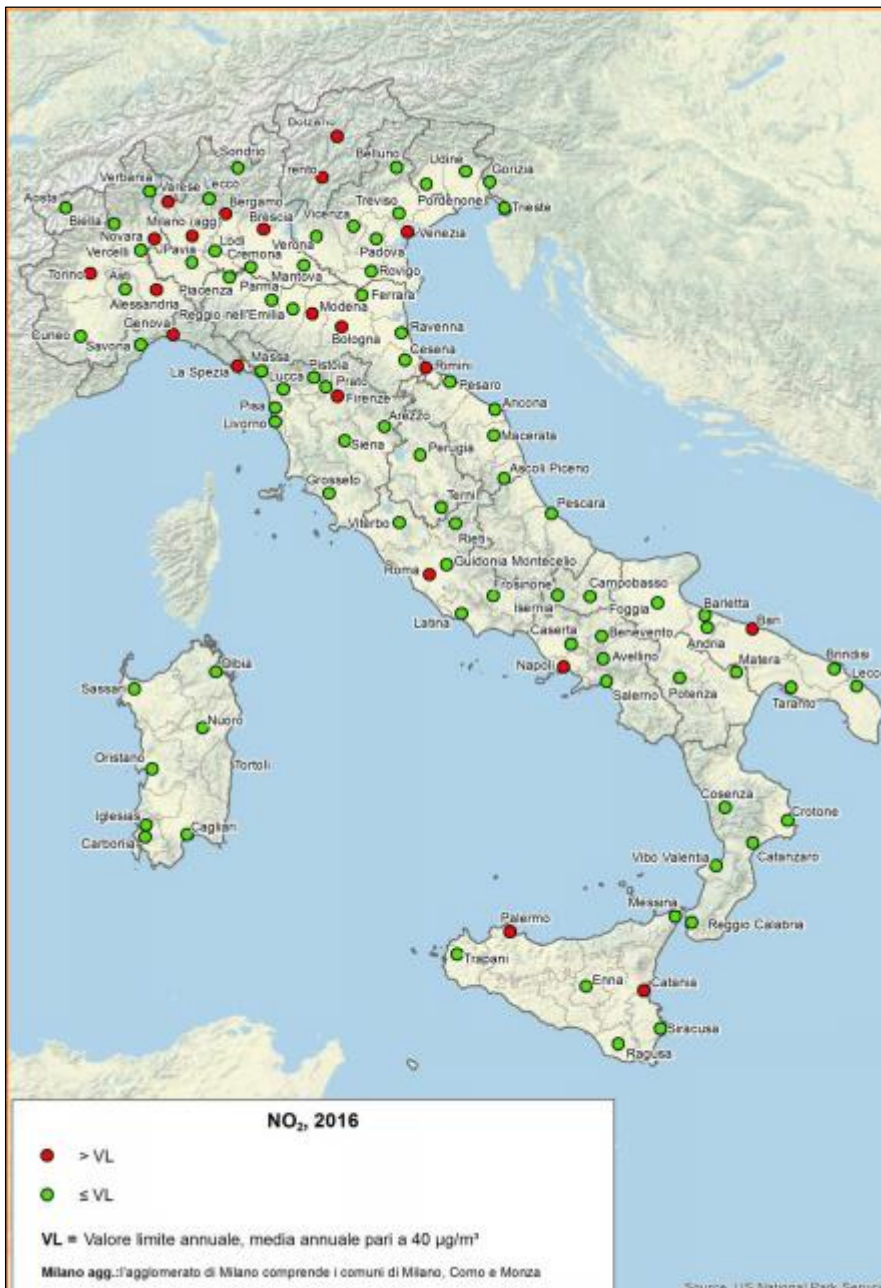 Bolzano
Sondrio
Belluno
Udine
Trento
Gorizia
Verbania
Varese
Lecco
Aosta
Bergamo
Treviso
Pordenone
Biella
Milano (agg)
Brescia
Vicenza
Trieste
Novara
Lodi
Verona
Venezia
Vercelli
Pavia
Cremona
Padova
Torino
Asti
Mantova
Rovigo
Piacenza
Parma
Alessandria
Ferrara
Genova
Reggio nell'Emilia
Modena
Cuneo
Savona
Bologna
Ravenna
Massa
Pistoia
Cesena
La Spezia
Lucca
Prato
Rimini
Firenze
Pesaro
Pisa
Arezzo
Ancona
Livorno
Siena
Perugia
Macerata
Grosseto
Ascoli Piceno
Terni
Pescara
Viterbo
Rieti
Guidonia Montecelio
Roma
Frosinone
Campobasso
Isernia
Foggia
Barletta
Latina
Caserta
Benevento
Andria
Bari
Napoli
Avellino
Matera
Brindisi
Olbia
Salerno
Potenza
Lecce
Sassari
Taranto
Nuoro
Oristano
Tortolì
Cosenza
Iglesias
Crotone
Carbonia
Cagliari
Vibo Valentia
Catanzaro
Messina
Palermo
Reggio Calabria
Trapani
Enna
Catania
Siracusa
Ragusa
NO₂, 2016
> VL
≤ VL
VL = Valore limite annuale, media annuale pari a 40 µg/m³
Milano agg.:l'agglomerato di Milano comprende i comuni di Milano, Como e Monza
Source: US National Park Servic